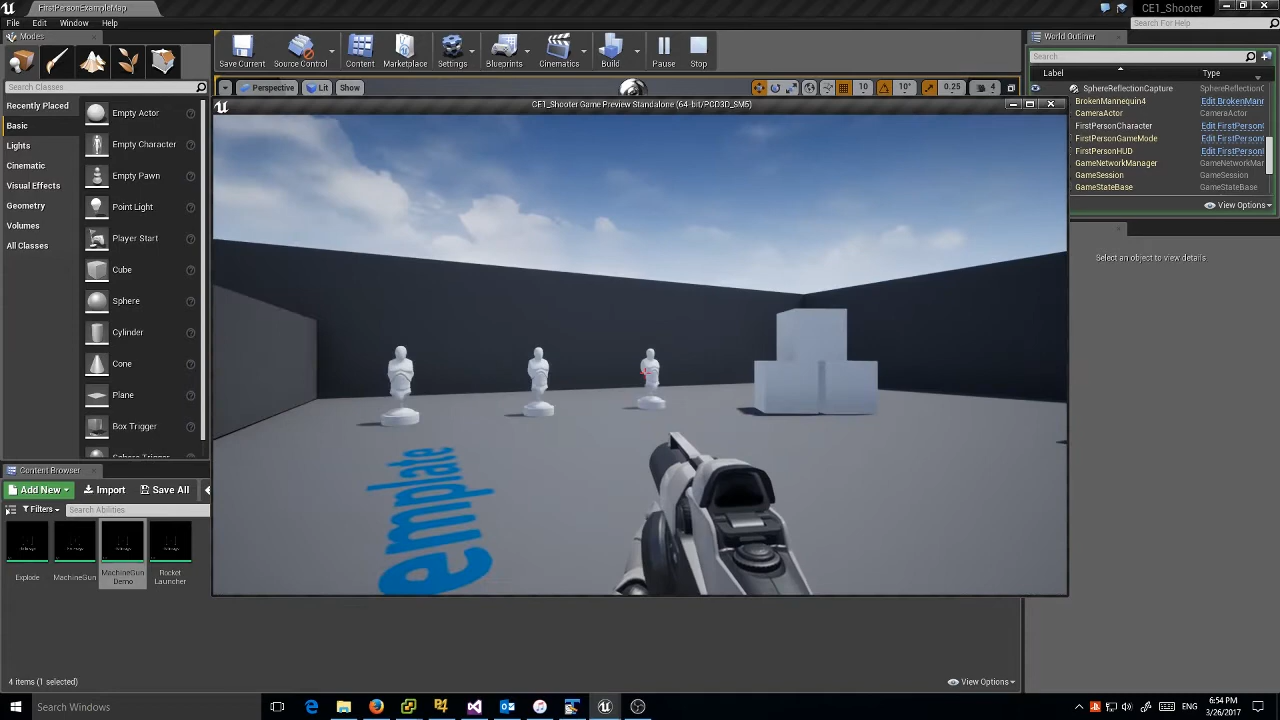 FirstPersonExampleMap
CE1_Shooter
File Edit Window Help
Search For Help
Modes
World Outliner
Save Current
Source Control
Content
Marketplace
Settings
Blueprints
Cinematics
Build
Pause
Stop
Search
Search Classes
Perspective
Lit
Show
10
10°
0.25
4
Label
Type
SphereReflectionCapture
SphereReflectionC
BrokenMannequin4
Edit BrokenMann
CameraActor
CameraActor
FirstPersonCharacter
Edit FirstPersonC
FirstPersonGameMode
Edit FirstPersonG
FirstPersonHUD
Edit FirstPersonH
GameNetworkManager
GameNetworkMar
GameSession
GameSession
GameStateBase
GameStateBase
View Options
CE1_Shooter Game Preview Standalone (64-bit/PCD3D_SM5)
Recently Placed
Basic
Lights
Cinematic
Visual Effects
Geometry
Volumes
All Classes
Empty Actor
Empty Character
Empty Pawn
Point Light
Player Start
Cube
Sphere
Cylinder
Cone
Plane
Box Trigger
Sphere Trigger
Select an object to view details.
emplate
Content Browser
Add New
Import
Save All
Filters
Search Abilities
Explode
MachineGun
MachineGun
Demo
Rocket
Launcher
4 items (1 selected)
View Options
Search Windows
ENG
6:54 PM
3/26/2017